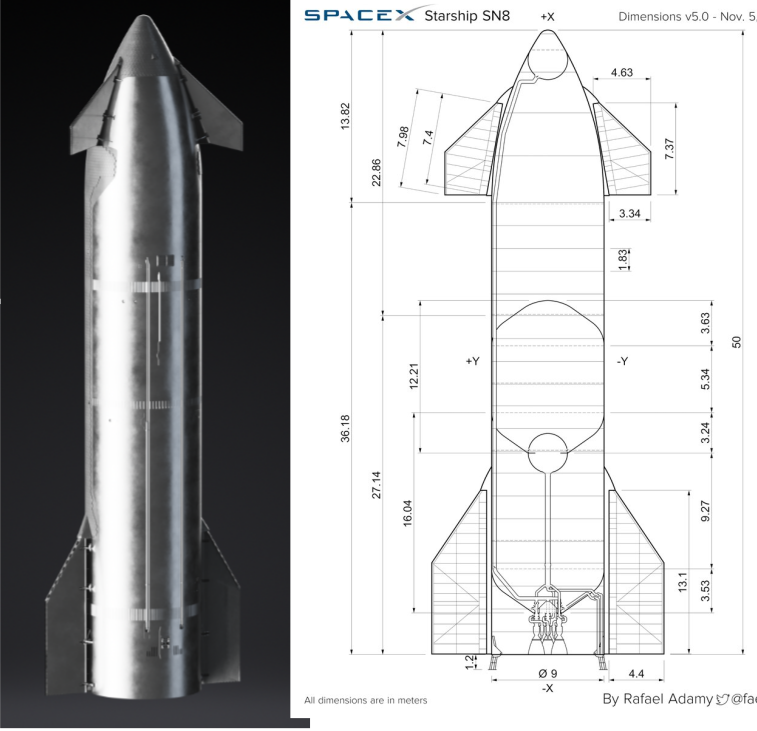 SPACEX Starship SN8
+X
Dimensions v5.0 - Nov. 5,
4.63
13.82
7.98
7.4
7.37
22.86
3.34
1.83
3.63
50
+Y
-Y
12.21
5.34
36.18
3.24
27.14
16.04
9.27
13.1
3.53
1.2
Ø 9
4.4
-X
All dimensions are in meters
By Rafael Adamy @fae